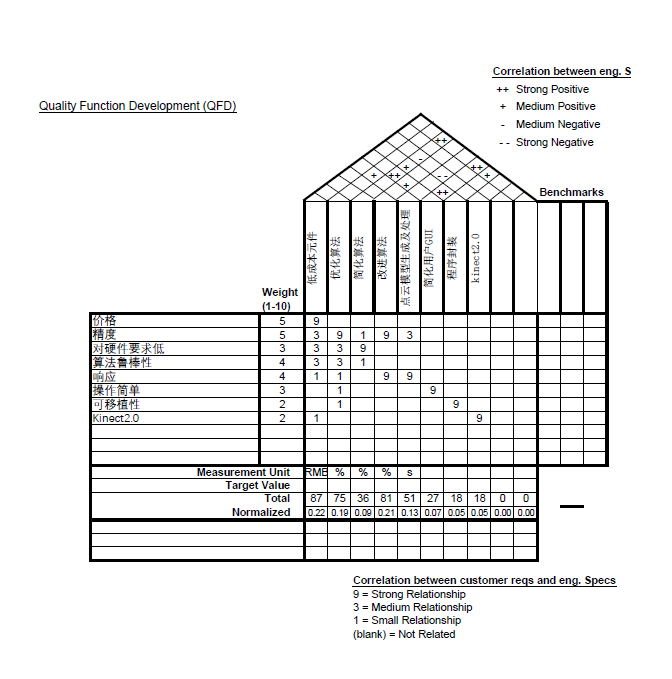 Correlation between eng. S
++ Strong Positive
Quality Function Development (QFD)
+ Medium Positive
- Medium Negative
- - Strong Negative
++
-
+ ++
+ ++ - - +
+ ++
Benchmarks
低成本元件 优化算法 简化算法 改进算法 点云模型生成及处理 简化用户GUI 程序封装 kinect2.0
Weight
(1-10)
价格 5 9
精度 5 3 9 1 9 3
对硬件要求低 3 3 3 9
算法鲁棒性 4 3 3 1
响应 4 1 1 9 9
操作简单 3 1 9
可移植性 2 1 9
Kinect2.0 2 1 9
Measurement Unit RMB % % % s
Target Value
Total 87 75 36 81 51 27 18 18 0 0
Normalized 0.22 0.19 0.09 0.21 0.13 0.07 0.05 0.05 0.00 0.00
Correlation between customer reqs and eng. Specs
9 = Strong Relationship
3 = Medium Relationship
1 = Small Relationship
(blank) = Not Related